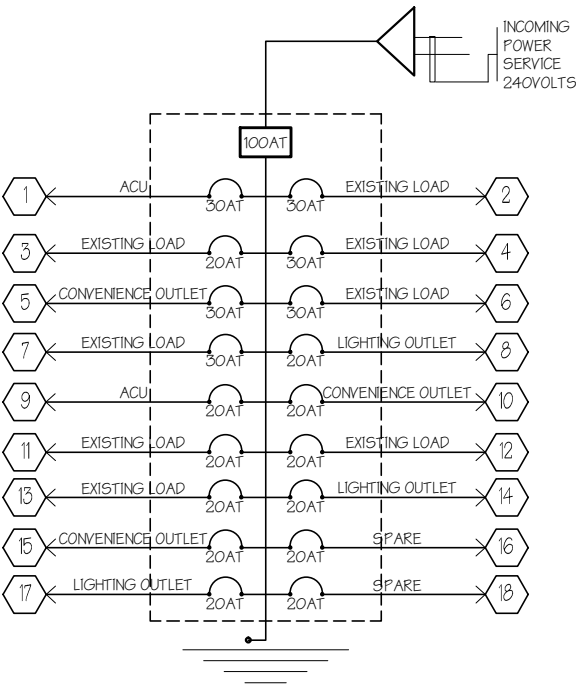 INCOMING
POWER
SERVICE
240VOLTS
100AT
1 ACU 30AT 30AT EXISTING LOAD 2
3 EXISTING LOAD 20AT 30AT EXISTING LOAD 4
5 CONVENIENCE OUTLET 30AT 30AT EXISTING LOAD 6
7 EXISTING LOAD 30AT 20AT LIGHTING OUTLET 8
9 ACU 20AT 20AT CONVENIENCE OUTLET 10
11 EXISTING LOAD 20AT 20AT EXISTING LOAD 12
13 EXISTING LOAD 20AT 20AT LIGHTING OUTLET 14
15 CONVENIENCE OUTLET 20AT 20AT SPARE 16
17 LIGHTING OUTLET 20AT 20AT SPARE 18